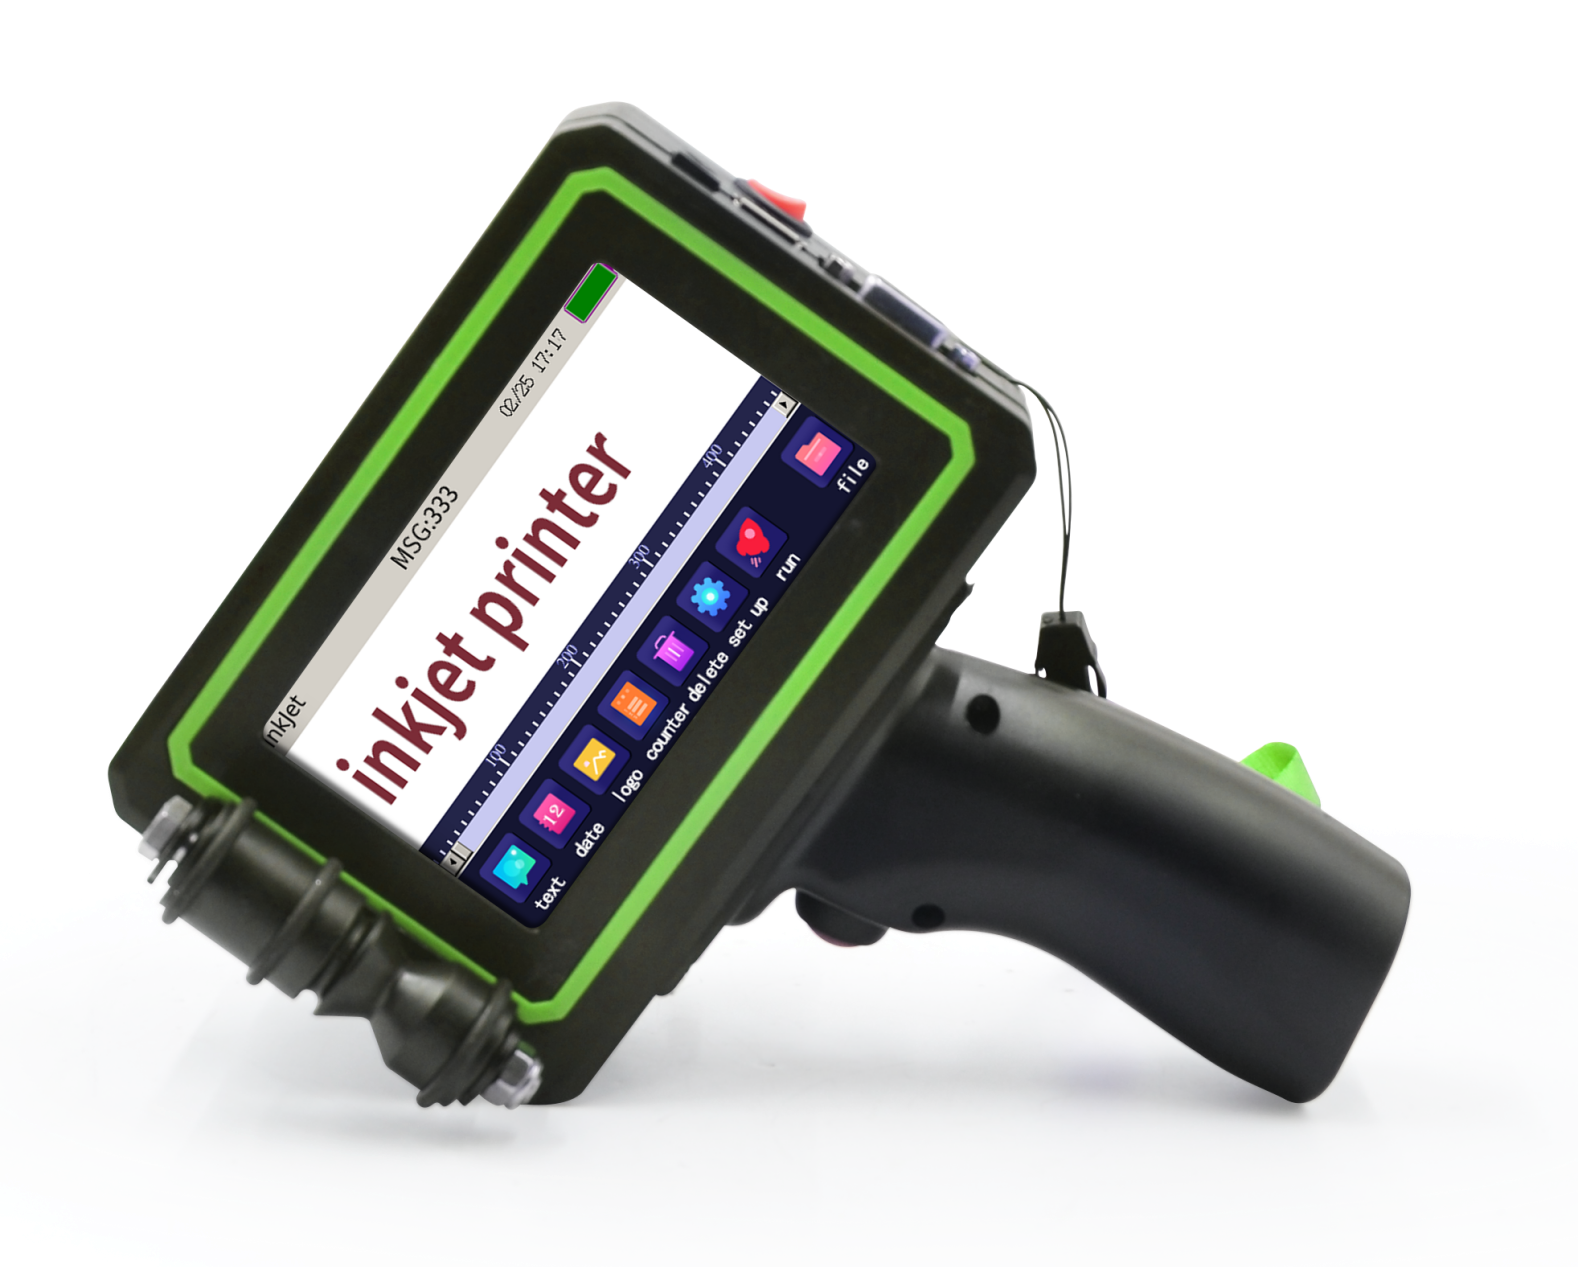 inkjet MSG:333 02/25 17:17
inkjet printer
100 200 300 400
12
text date logo counter delete set up run file